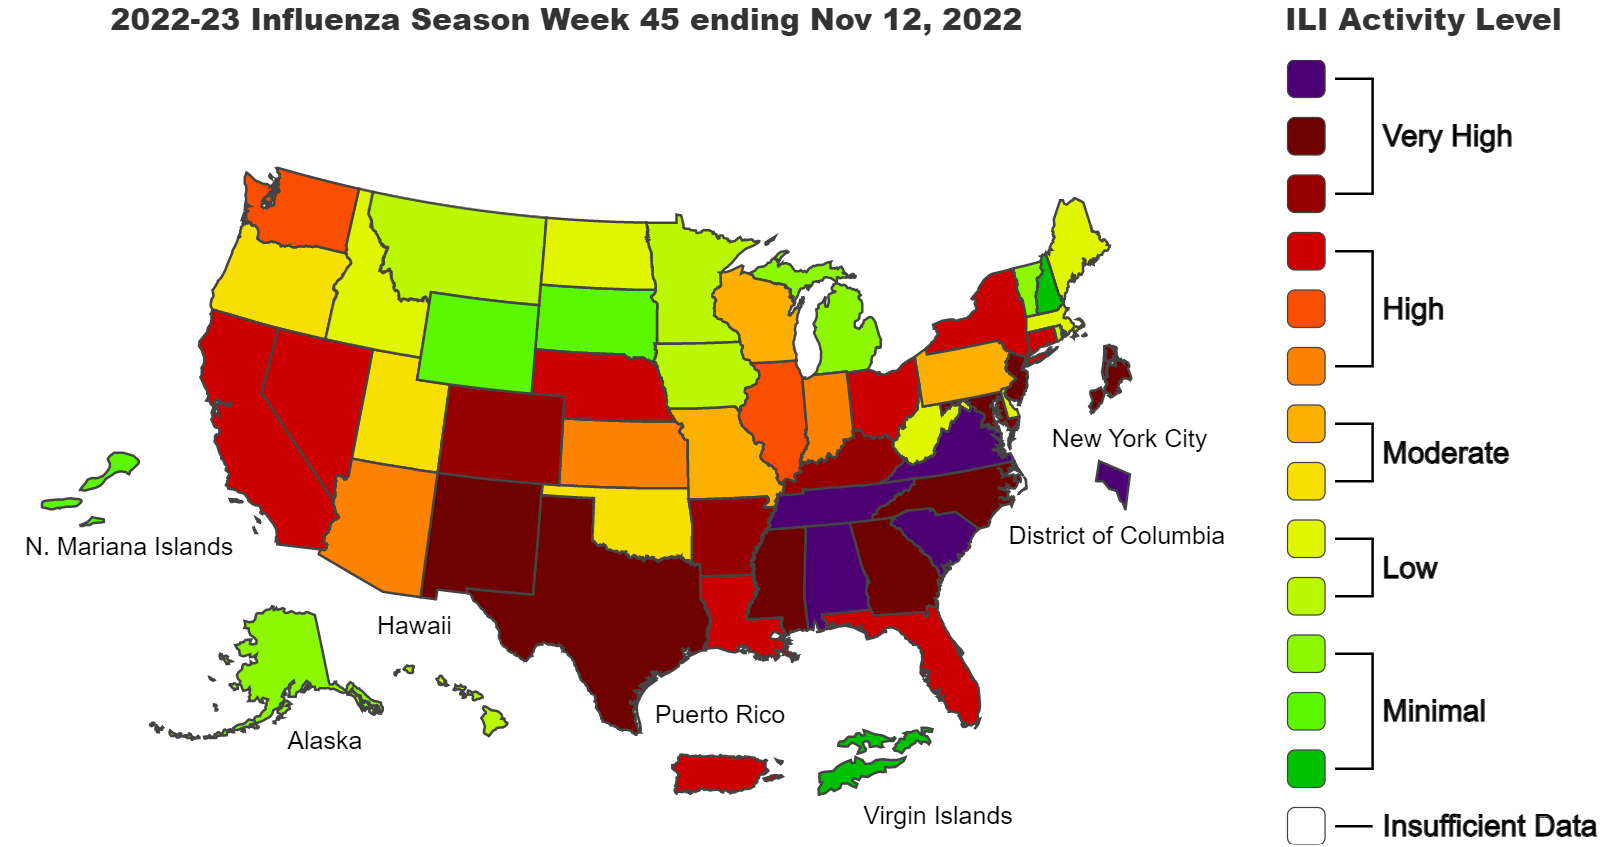 2022-23 Influenza Season Week 45 ending Nov 12, 2022
ILI Activity Level
Very High
High
Moderate
Low
Minimal
Insufficient Data
New York City
District of Columbia
N. Mariana Islands
Hawaii
Alaska
Puerto Rico
Virgin Islands